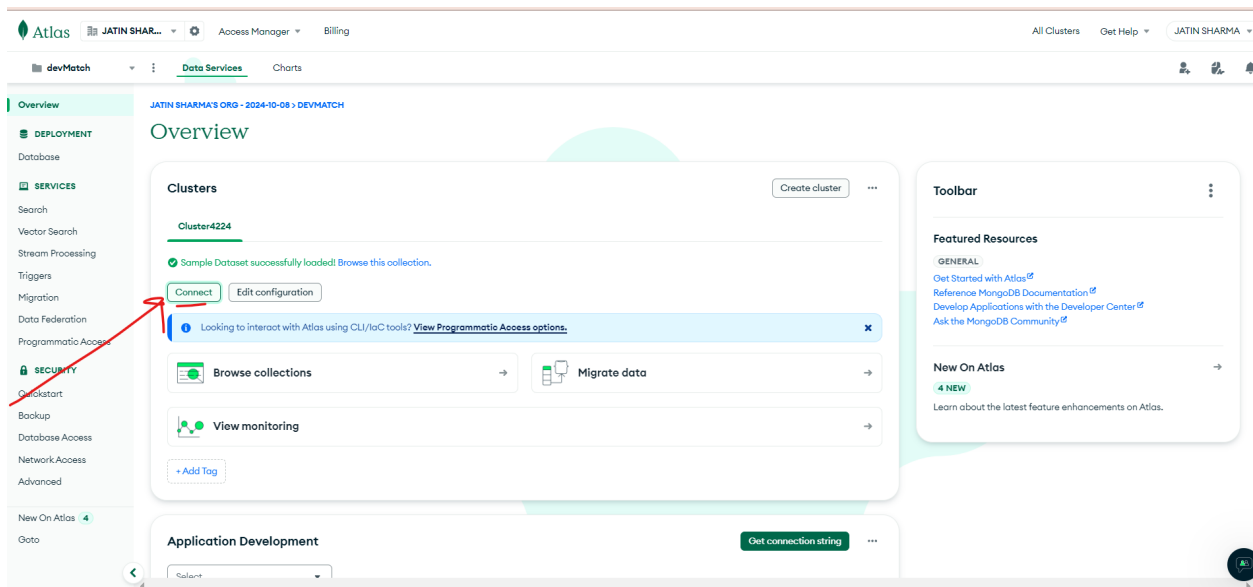 Atlas JATIN SHAR... Access Manager Billing All Clusters Get Help JATIN SHARMA
devMatch Data Services Charts
Overview
DEPLOYMENT
Database
SERVICES
Search
Vector Search
Stream Processing
Triggers
Migration
Data Federation
Programmatic Access
SECURITY
Quickstart
Backup
Database Access
Network Access
Advanced
New On Atlas 4
Goto
JATIN SHARMA'S ORG - 2024-10-08 > DEVMATCH
Overview
Clusters Create cluster
Cluster4224
Sample Dataset successfully loaded! Browse this collection.
Connect Edit configuration
Looking to interact with Atlas using CLI/IaC tools? View Programmatic Access options.
Browse collections Migrate data
View monitoring
+ Add Tag
Application Development Get connection string
Select
Toolbar
Featured Resources
GENERAL
Get Started with Atlas
Reference MongoDB Documentation
Develop Applications with the Developer Center
Ask the MongoDB Community
New On Atlas
4 NEW
Learn about the latest feature enhancements on Atlas.